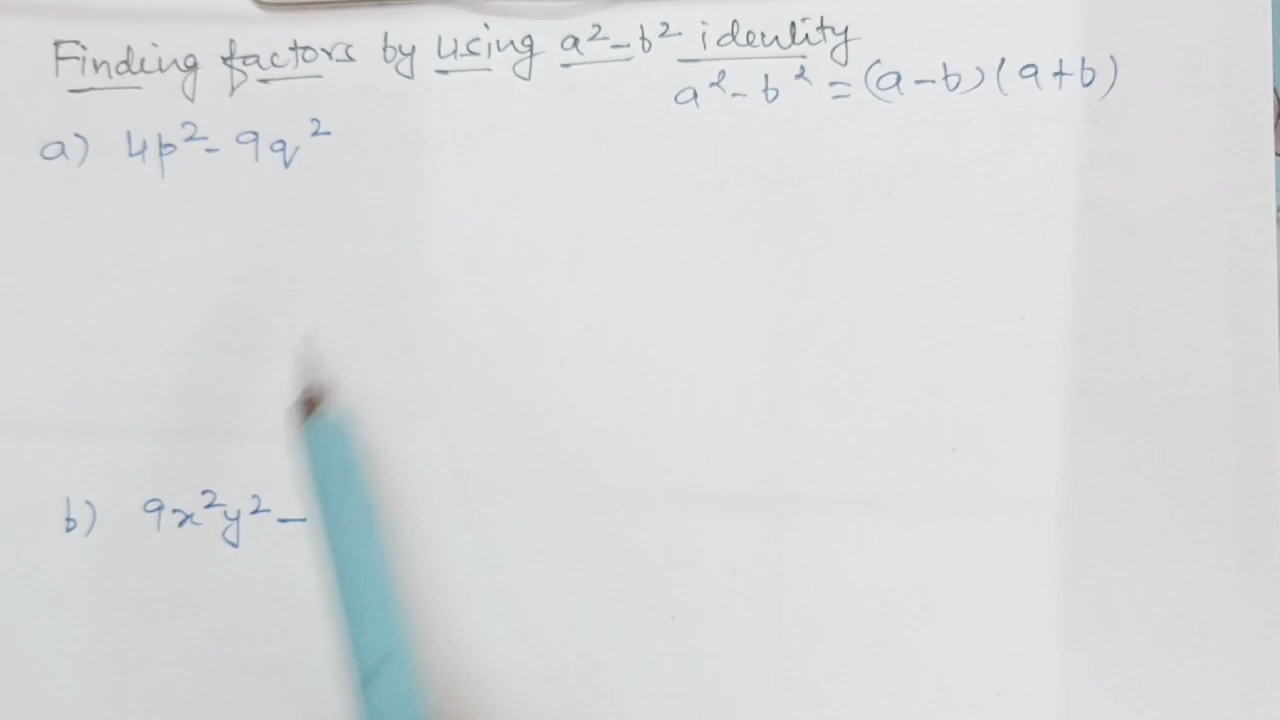 Finding factors by using a²-b² identity
a²-b² = (a-b)(a+b)
a) 4p²- 9q²
b) 9x²y² -